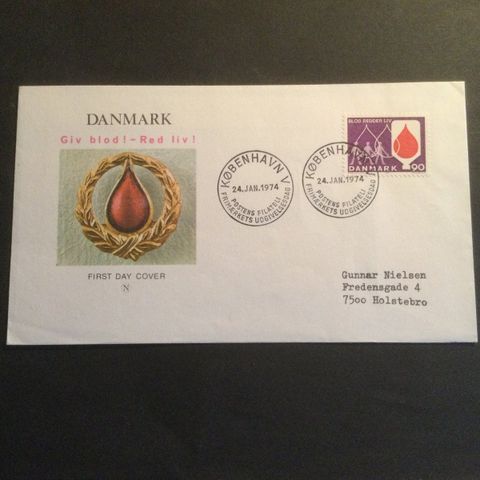 DANMARK
Giv blod! - Red liv!
FIRST DAY COVER
N
KØBENHAVN V
24.JAN.1974
POSTENS FILATELI
FRIMÆRKETS UDGIVELSESDAG
KØBENHAVN V
24.JAN.1974
POSTENS FILATELI
FRIMÆRKETS UDGIVELSESDAG
BLOD REDDER LIV
DANMARK 90
Gunnar Nielsen
Fredensgade 4
7500 Holstebro